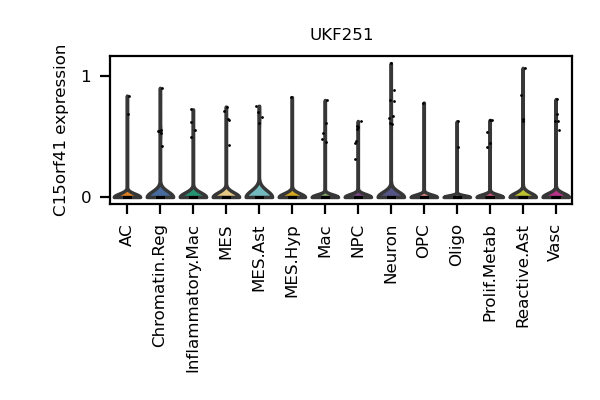 UKF251
C15orf41 expression
1
0
AC
Chromatin.Reg
Inflammatory.Mac
MES
MES.Ast
MES.Hyp
Mac
NPC
Neuron
OPC
Oligo
Prolif.Metab
Reactive.Ast
Vasc